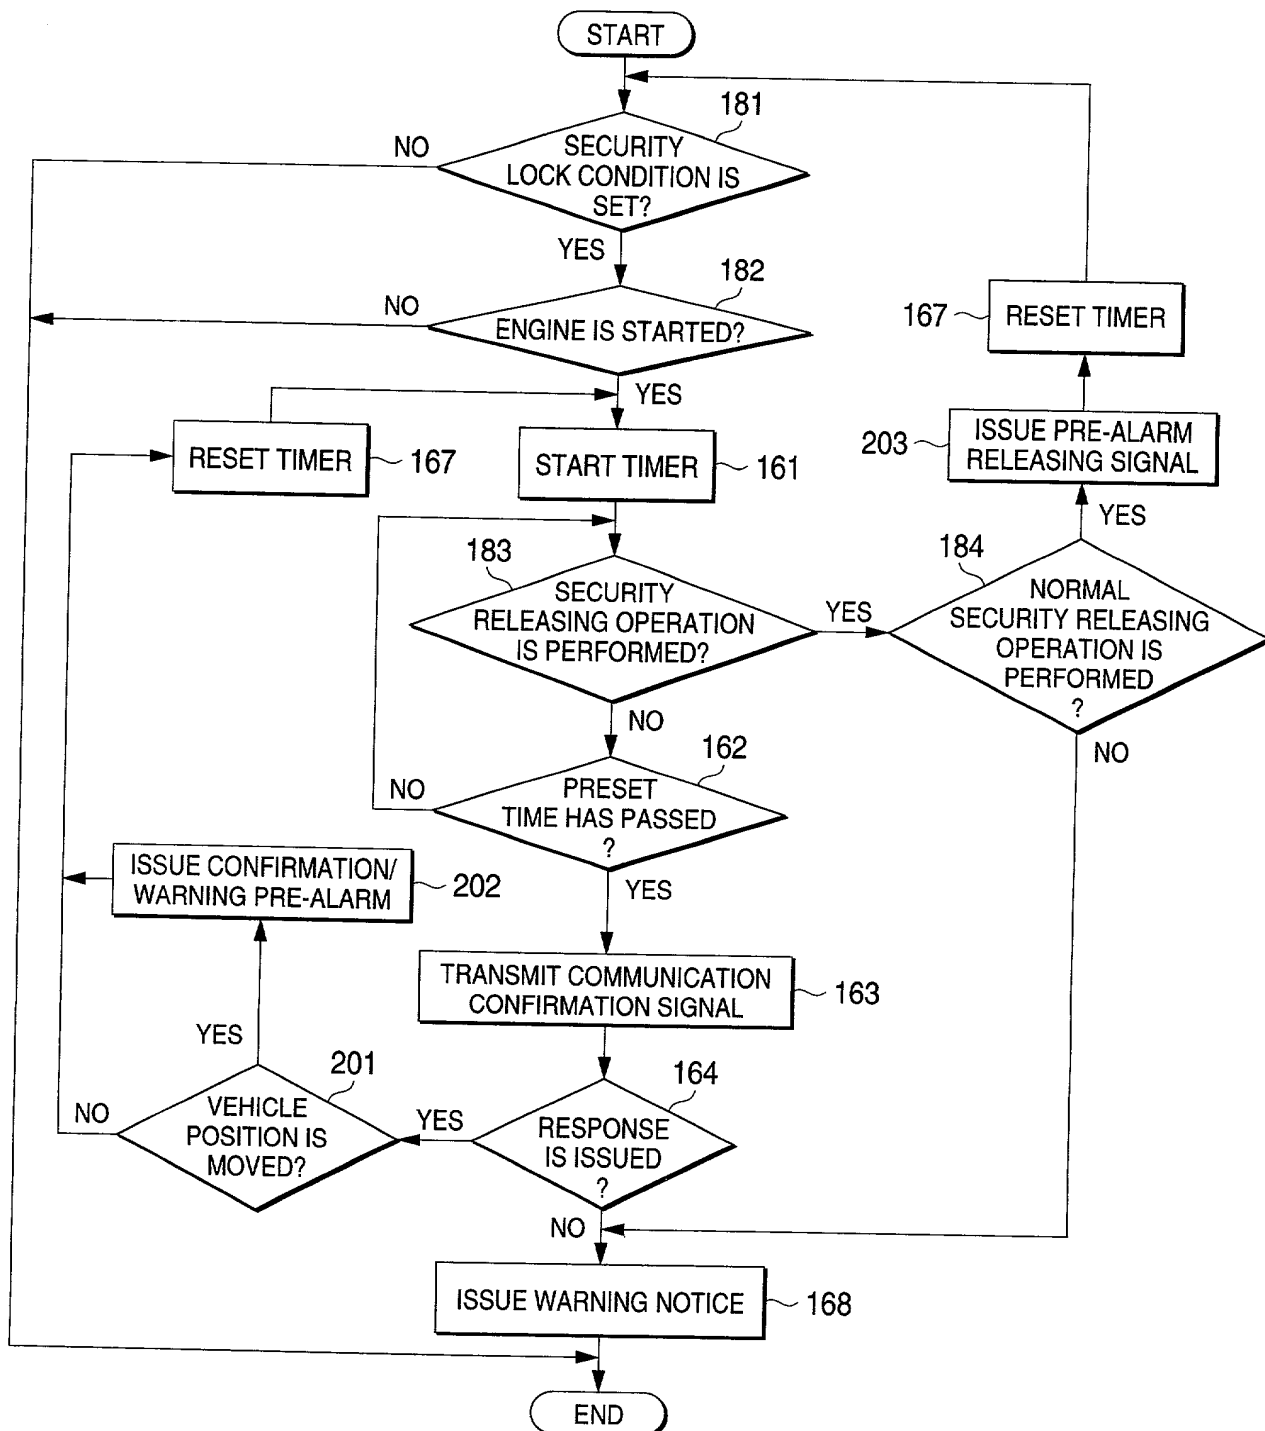 START
181
NO
SECURITY
LOCK CONDITION IS
SET?
YES
182
NO
ENGINE IS STARTED?
167
RESET TIMER
YES
203
ISSUE PRE-ALARM
RELEASING SIGNAL
RESET TIMER
167
START TIMER
161
YES
183
184
SECURITY
RELEASING OPERATION
IS PERFORMED?
YES
NORMAL
SECURITY RELEASING
OPERATION IS
PERFORMED
?
NO
NO
162
NO
PRESET
TIME HAS PASSED
?
ISSUE CONFIRMATION/
WARNING PRE-ALARM
202
YES
TRANSMIT COMMUNICATION
CONFIRMATION SIGNAL
163
YES
201
164
NO
VEHICLE
POSITION IS
MOVED?
YES
RESPONSE
IS ISSUED
?
NO
ISSUE WARNING NOTICE
168
END